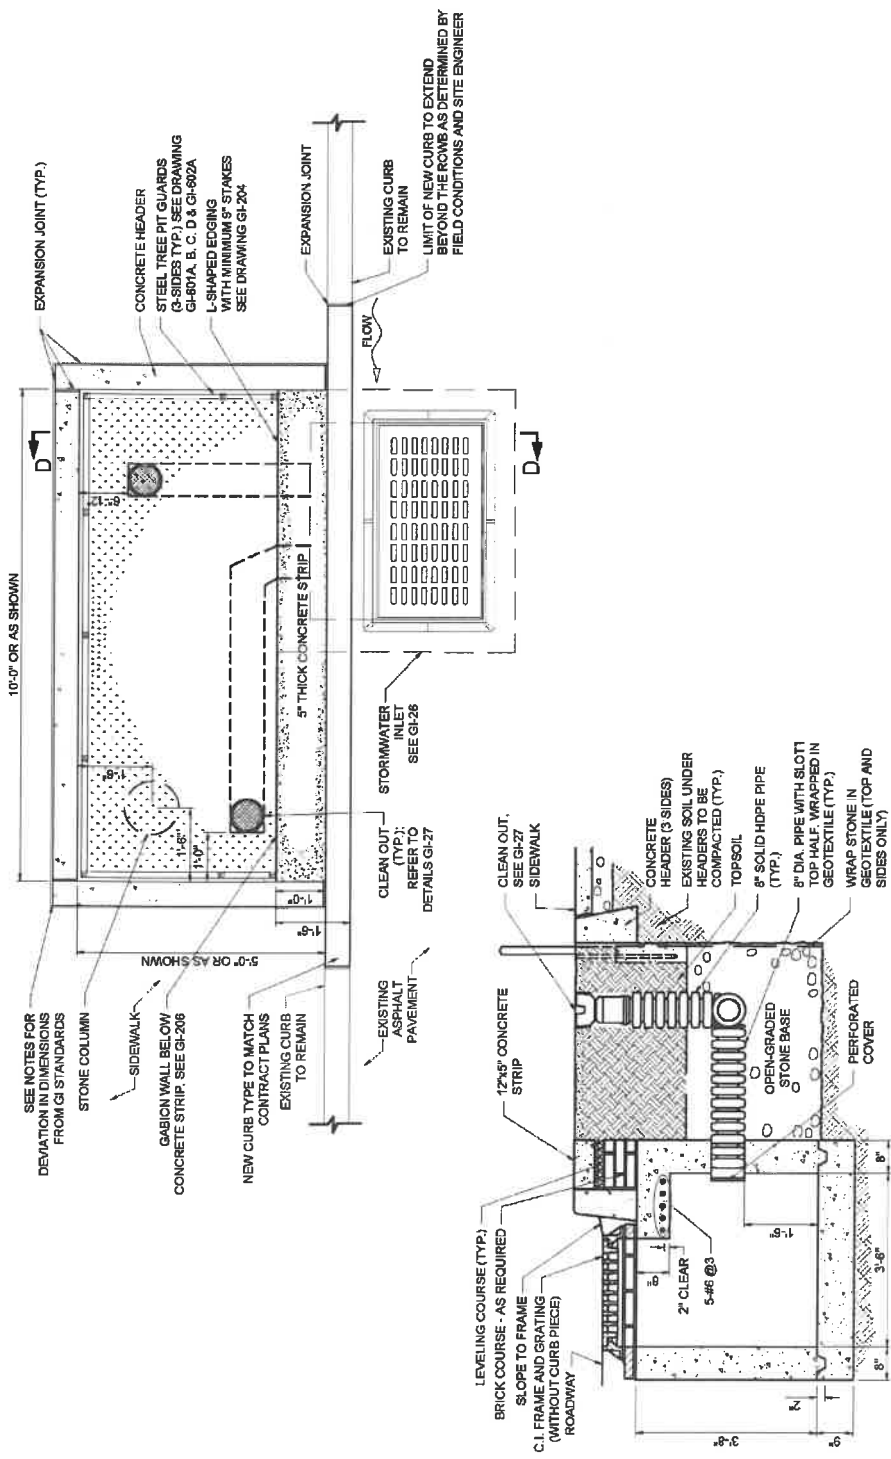 10'-0" OR AS SHOWN
EXPANSION JOINT (TYP.)
CONCRETE HEADER
STEEL TREE PIT GUARDS
(3-SIDES TYP.) SEE DRAWING
GI-601A, B, C, D & GI-602A
L-SHAPED EDGING
WITH MINIMUM 9" STAKES
SEE DRAWING GI-204
EXPANSION JOINT
EXISTING CURB
TO REMAIN
LIMIT OF NEW CURB TO EXTEND
BEYOND THE ROWB AS DETERMINED BY
FIELD CONDITIONS AND SITE ENGINEER
FLOW
D
D
6"-12"
1'-6"
1'-6"
1'-0"
5" THICK CONCRETE STRIP
1'-0"
1'-6"
5'-0" OR AS SHOWN
SEE NOTES FOR
DEVIATION IN DIMENSIONS
FROM GI STANDARDS
STONE COLUMN
SIDEWALK
GABION WALL BELOW
CONCRETE STRIP. SEE GI-206
NEW CURB TYPE TO MATCH
CONTRACT PLANS
EXISTING CURB
TO REMAIN
EXISTING
ASPHALT
PAVEMENT
CLEAN OUT
(TYP.);
REFER TO
DETAILS GI-27
STORMWATER
INLET
SEE GI-26
LEVELING COURSE (TYP.)
BRICK COURSE - AS REQUIRED
SLOPE TO FRAME
C.I. FRAME AND GRATING
(WITHOUT CURB PIECE)
ROADWAY
12"x5" CONCRETE
STRIP
CLEAN OUT,
SEE GI-27
SIDEWALK
CONCRETE
HEADER (3 SIDES)
EXISTING SOIL UNDER
HEADERS TO BE
COMPACTED (TYP.)
TOPSOIL
8" SOLID HDPE PIPE
(TYP.)
8" DIA. PIPE WITH SLOT1
TOP HALF. WRAPPED IN
GEOTEXTILE (TYP.)
WRAP STONE IN
GEOTEXTILE (TOP AND
SIDES ONLY)
OPEN-GRADED
STONE BASE
PERFORATED
COVER
8"
2" CLEAR
5-#6 @3
1'-6"
3'-8"
2"
9"
8"
3'-6"
8"